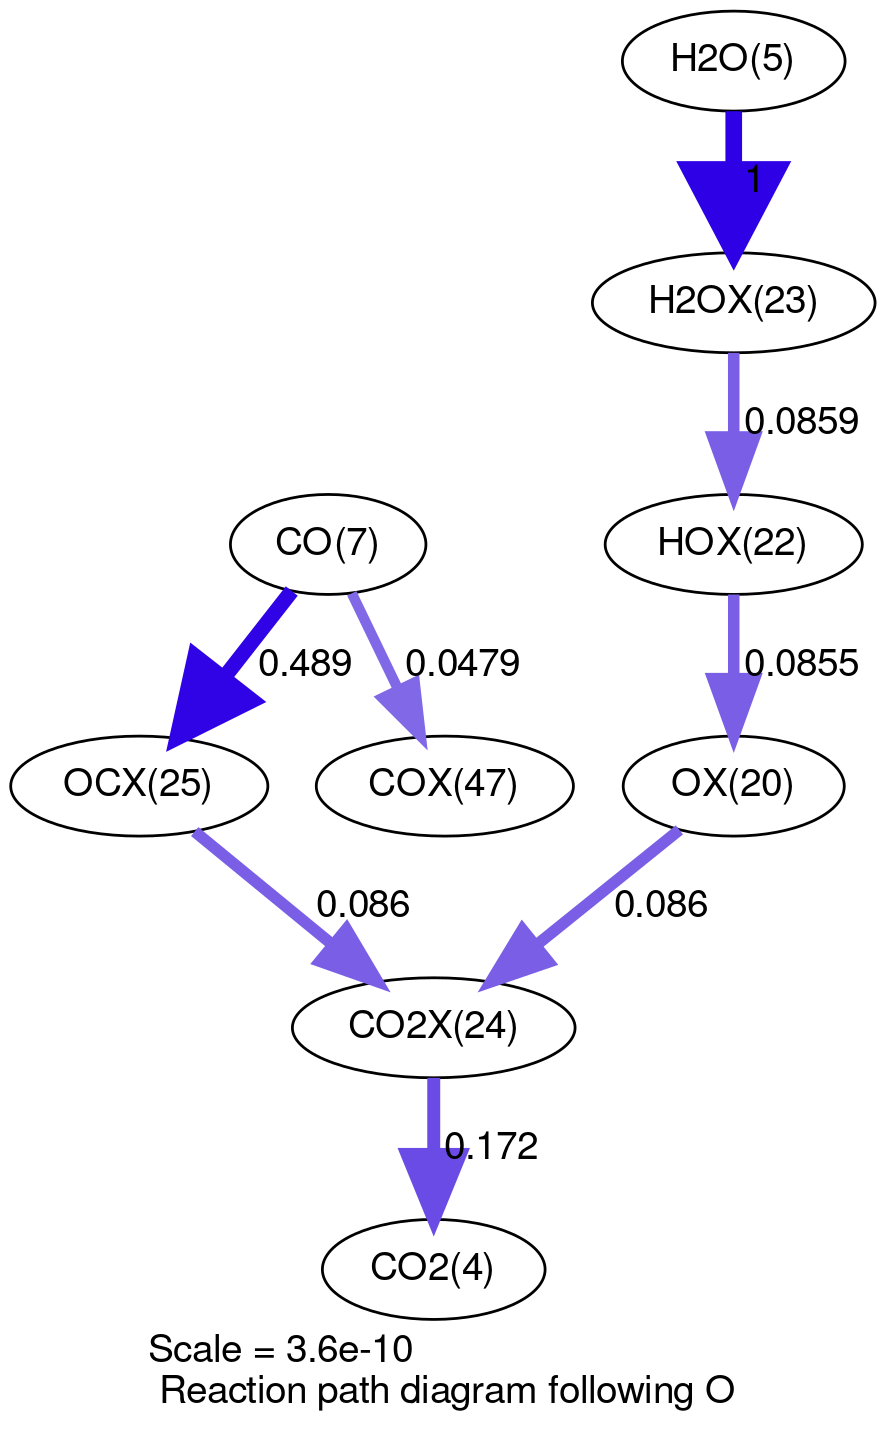 H2O(5)
1
H2OX(23)
0.0859
CO(7)
HOX(22)
0.489
0.0479
0.0855
OCX(25)
COX(47)
OX(20)
0.086
0.086
CO2X(24)
0.172
CO2(4)
Scale = 3.6e-10
Reaction path diagram following O